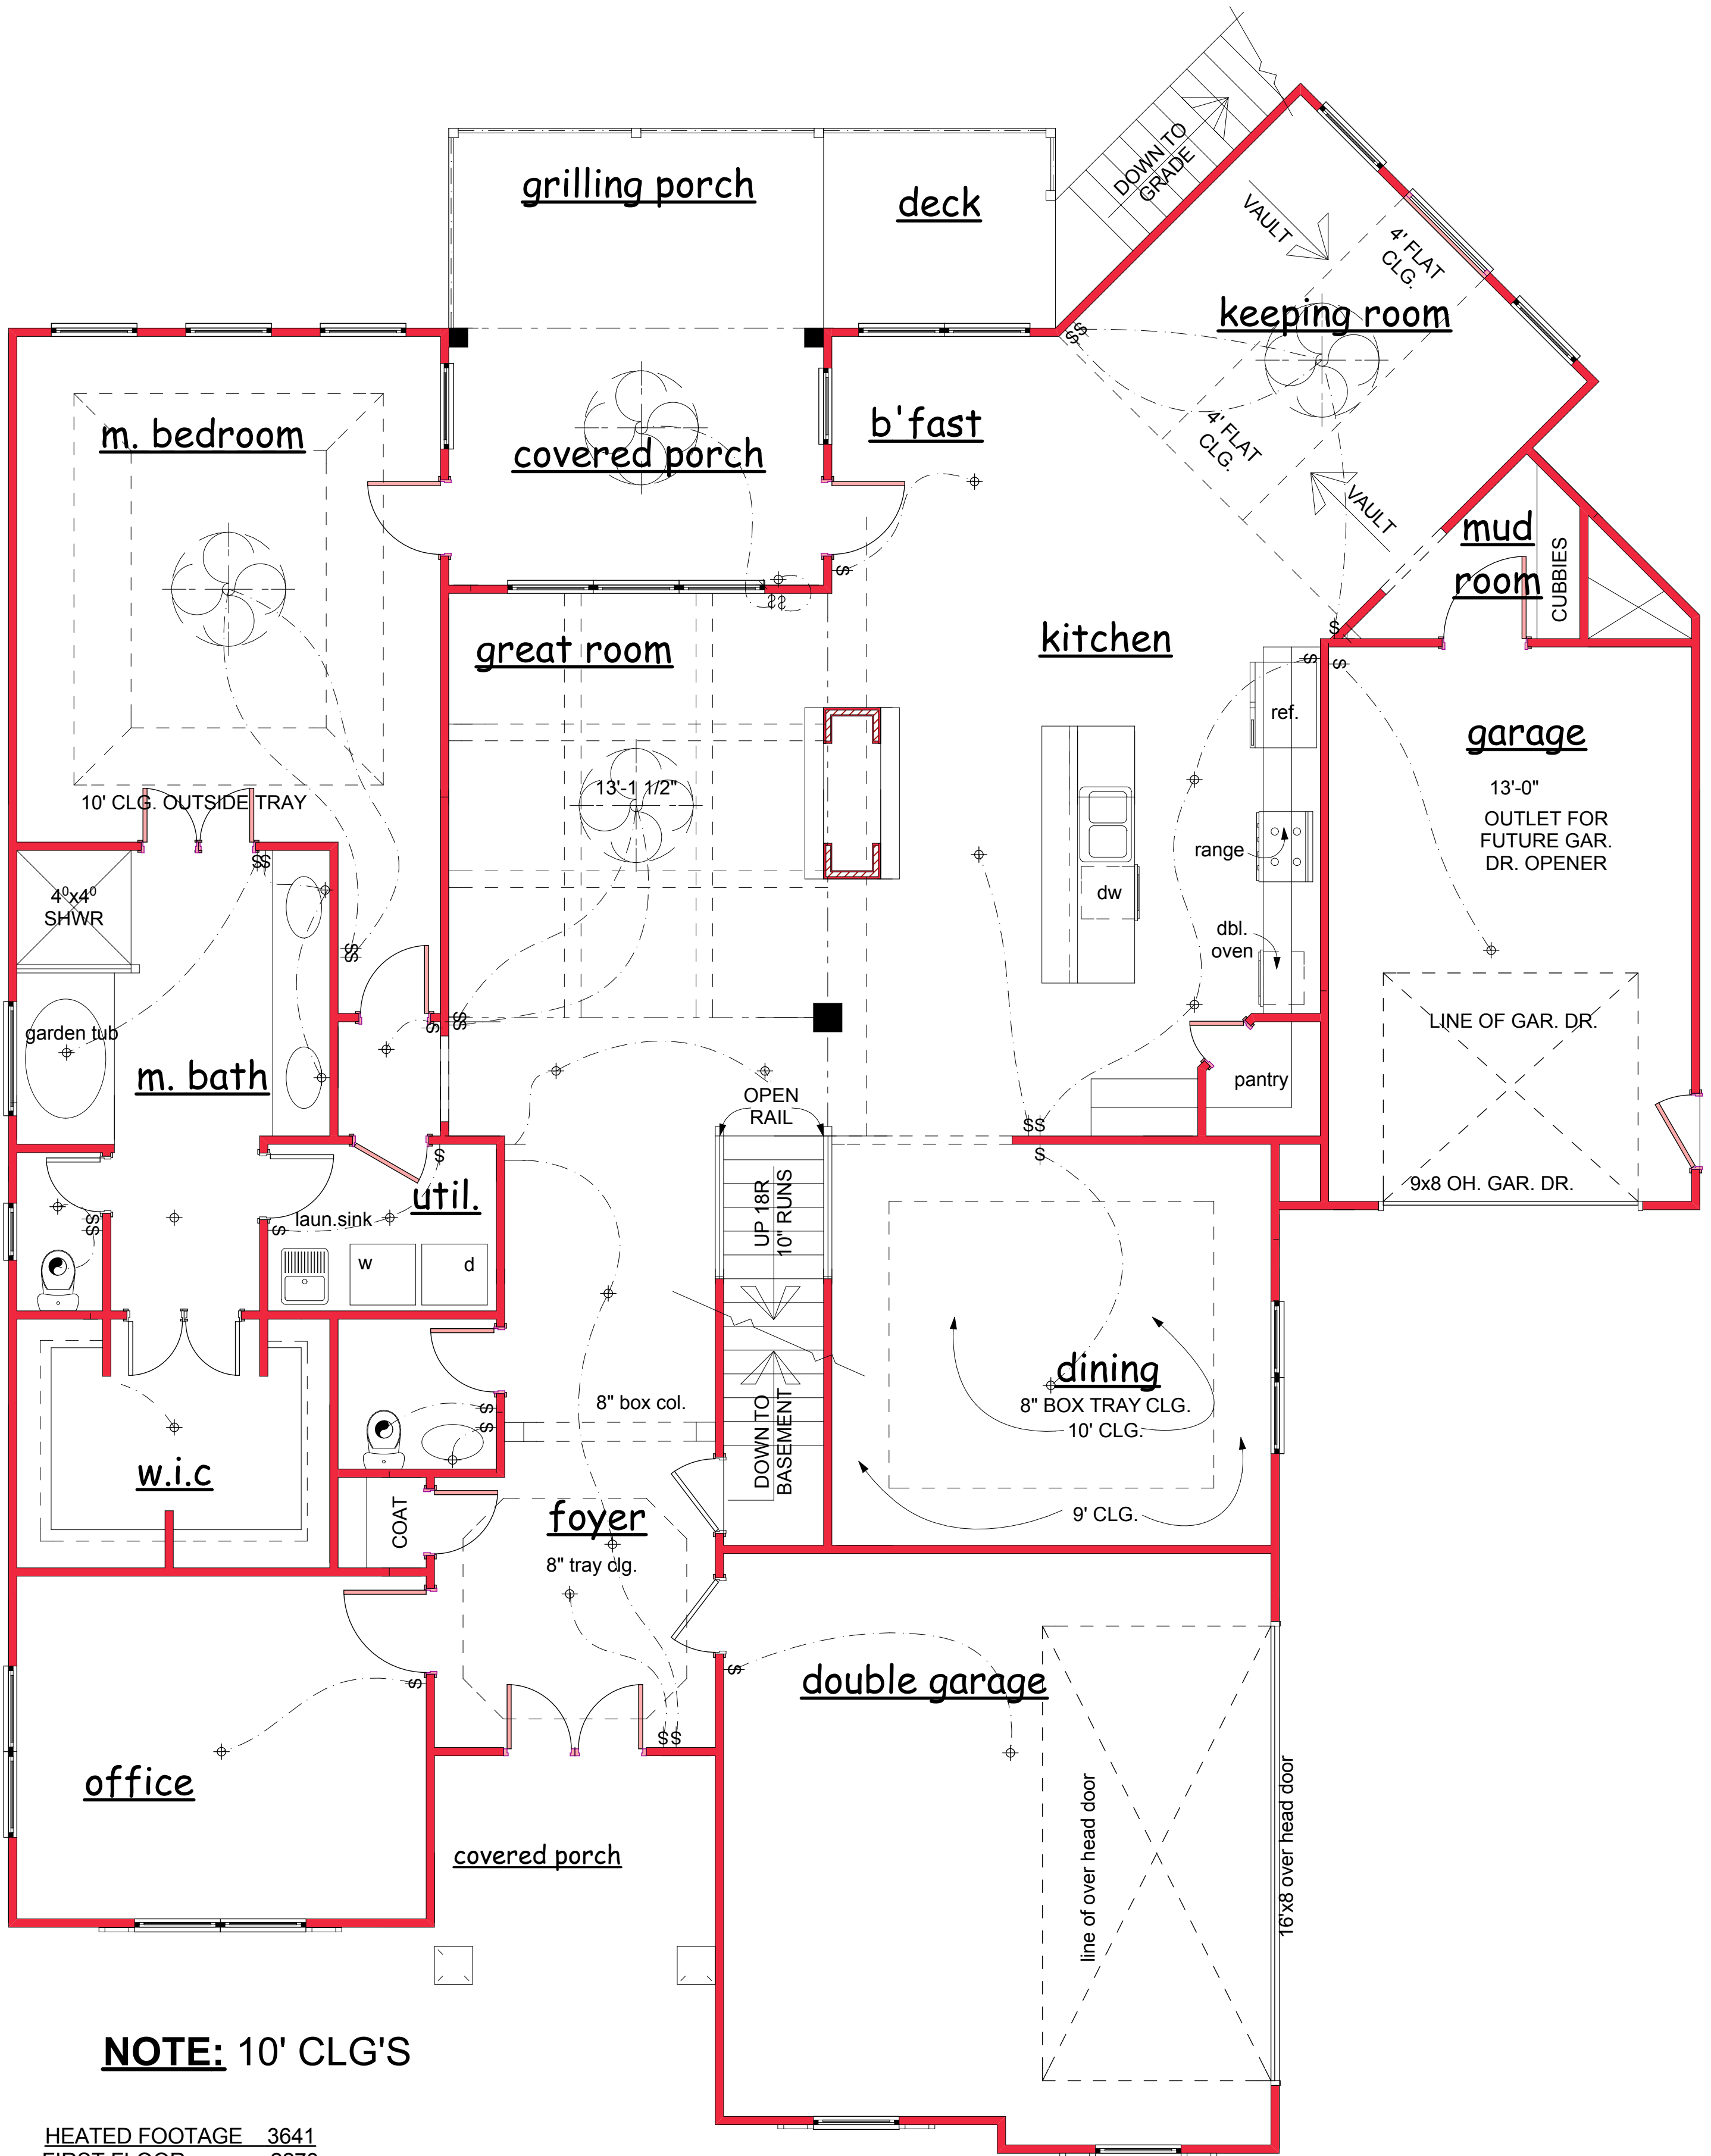 DOWN TO
GRADE
grilling porch
deck
VAULT
4' FLAT
CLG.
keeping room
m. bedroom
covered porch
b'fast
4' FLAT
CLG.
VAULT
mud
room
CUBBIES
$$
$
$$
great room
kitchen
$
$
$
ref.
garage
13'-1 1/2"
13'-0"
OUTLET FOR
FUTURE GAR.
DR. OPENER
10' CLG. OUTSIDE TRAY
$$
4⁰x4⁰
SHWR
range
dw
dbl.
oven
$$
garden tub
$
$$
LINE OF GAR. DR.
m. bath
pantry
OPEN
RAIL
$$
$
$
9x8 OH. GAR. DR.
util.
UP 18R
10" RUNS
laun.sink
$$
$
w
d
dining
8" BOX TRAY CLG.
10' CLG.
8" box col.
DOWN TO
BASEMENT
$
$
w.i.c
COAT
foyer
9' CLG.
8" tray clg.
$
$
double garage
$$
office
line of over head door
16'x8 over head door
covered porch
NOTE: 10' CLG'S
HEATED FOOTAGE 3641